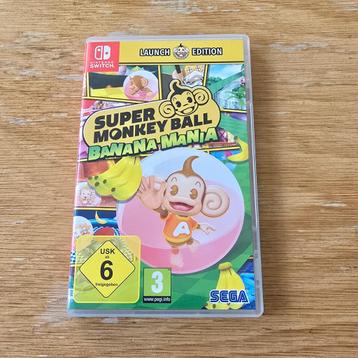 NINTENDO
SWITCH
LAUNCH EDITION
SUPER
MONKEY BALL
BANANA MANIA
A
USK
ab
6
freigegeben
3
www.pegi.info
SEGA